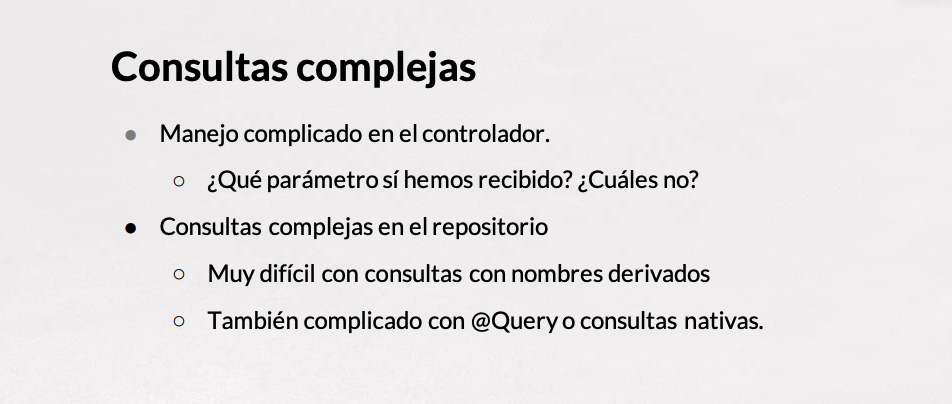 Consultas complejas
● Manejo complicado en el controlador.
○ ¿Qué parámetro sí hemos recibido? ¿Cuáles no?
● Consultas complejas en el repositorio
○ Muy difícil con consultas con nombres derivados
○ También complicado con @Query o consultas nativas.